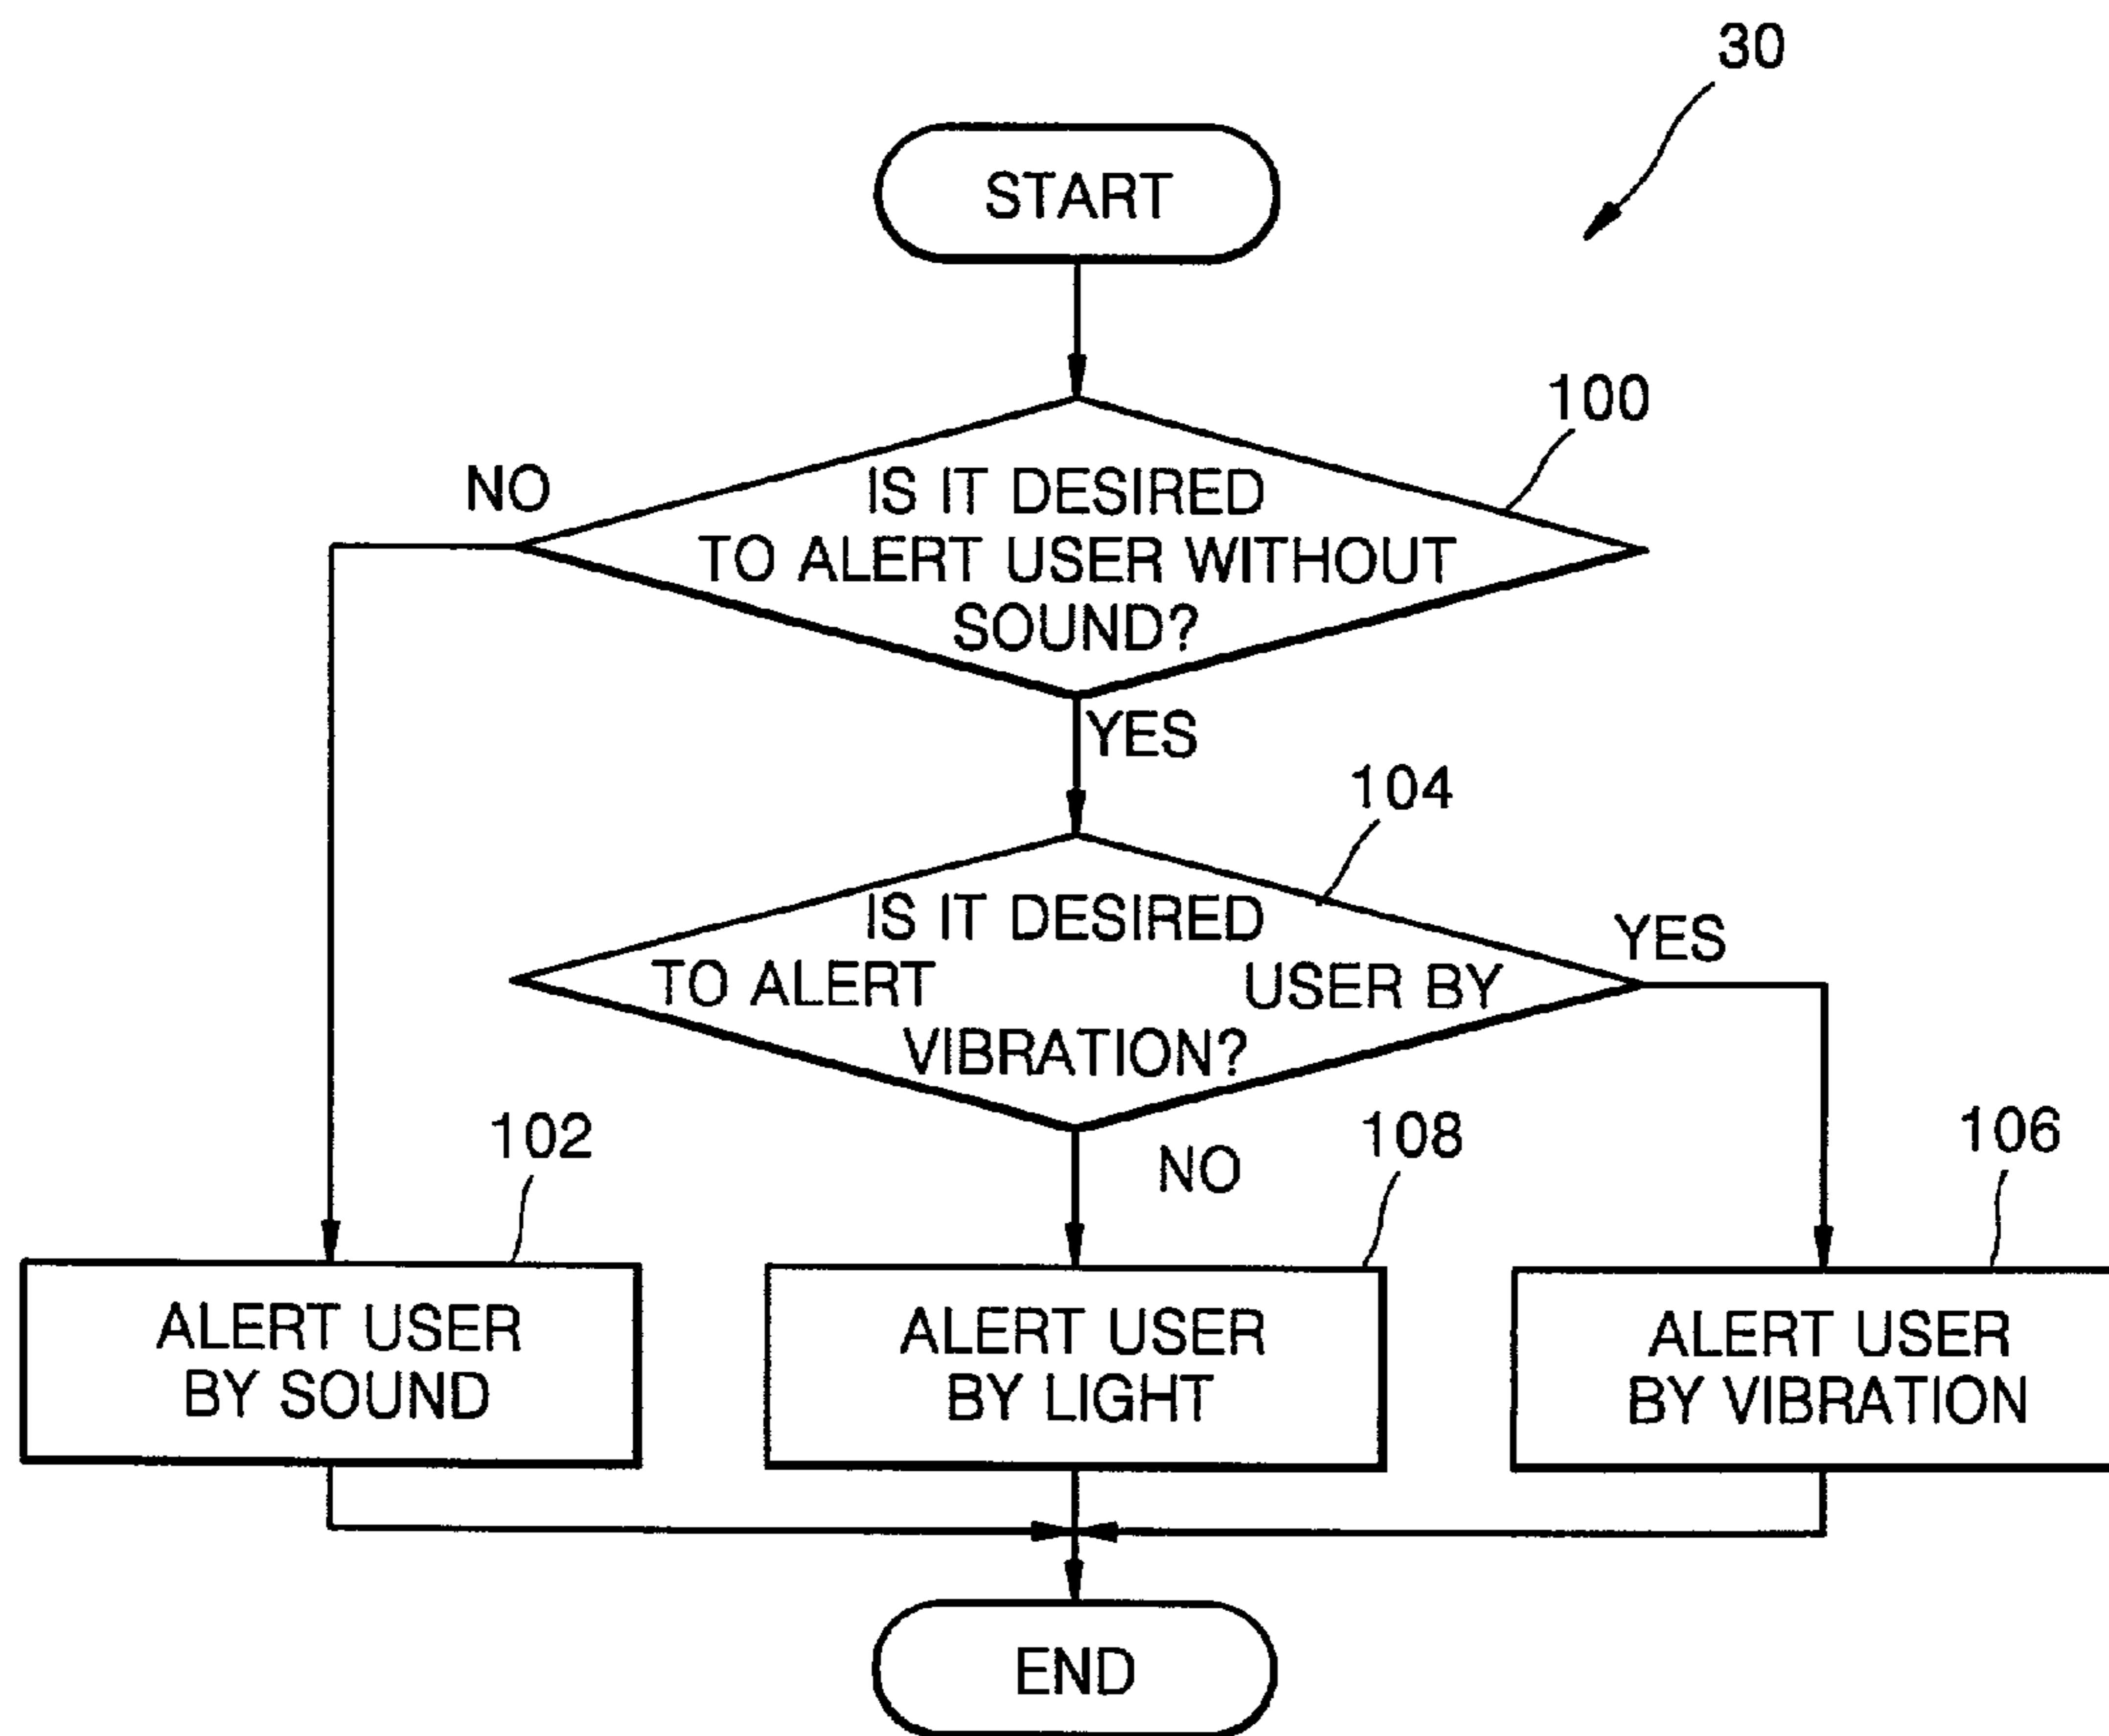 30
START
100
NO
IS IT DESIRED
TO ALERT USER WITHOUT
SOUND?
YES
104
IS IT DESIRED
YES
TO ALERT USER BY
VIBRATION?
102
108
106
NO
ALERT USER
BY SOUND
ALERT USER
BY LIGHT
ALERT USER
BY VIBRATION
END